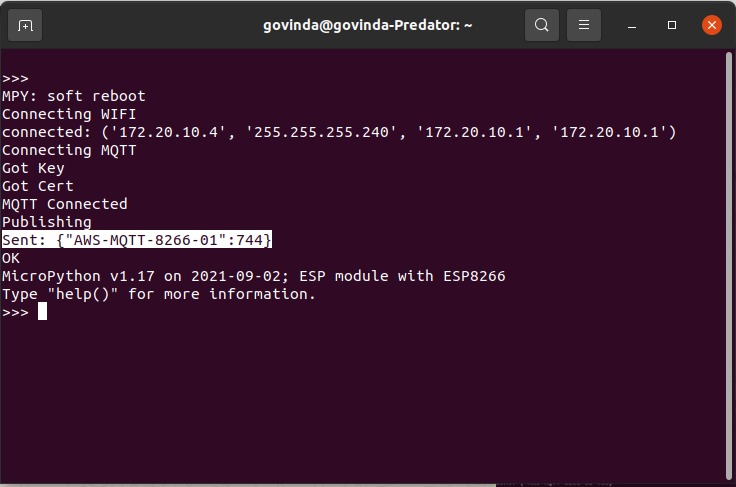 govinda@govinda-Predator: ~
>>>
MPY: soft reboot
Connecting WIFI
connected: ('172.20.10.4', '255.255.255.240', '172.20.10.1', '172.20.10.1')
Connecting MQTT
Got Key
Got Cert
MQTT Connected
Publishing
Sent: {"AWS-MQTT-8266-01":744}
OK
MicroPython v1.17 on 2021-09-02; ESP module with ESP8266
Type "help()" for more information.
>>>